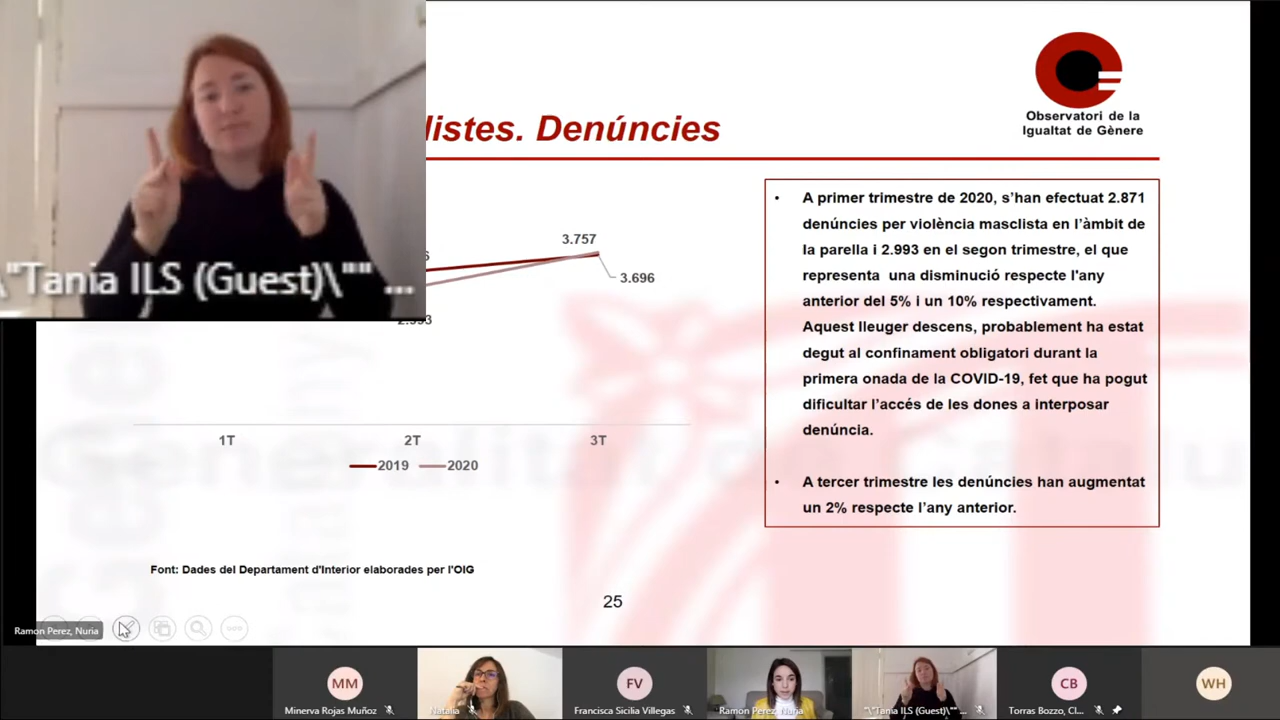 \"Tania ILS (Guest)\"" ...
listes. Denúncies
Observatori de la
Igualtat de Gènere
3.757
3.696
1T
2T
3T
2019
2020
• A primer trimestre de 2020, s’han efectuat 2.871
denúncies per violència masclista en l’àmbit de
la parella i 2.993 en el segon trimestre, el que
representa una disminució respecte l'any
anterior del 5% i un 10% respectivament.
Aquest lleuger descens, probablement ha estat
degut al confinament obligatori durant la
primera onada de la COVID-19, fet que ha pogut
dificultar l’accés de les dones a interposar
denúncia.
• A tercer trimestre les denúncies han augmentat
un 2% respecte l’any anterior.
Font: Dades del Departament d'Interior elaborades per l'OIG
25
Ramon Perez, Nuria
MM
Minerva Rojas Muñoz
Natalia
FV
Francisca Sicilia Villegas
Ramon Perez, Nuria
\"Tania ILS (Guest)\"" ...
CB
Torras Bozzo, Cl...
WH